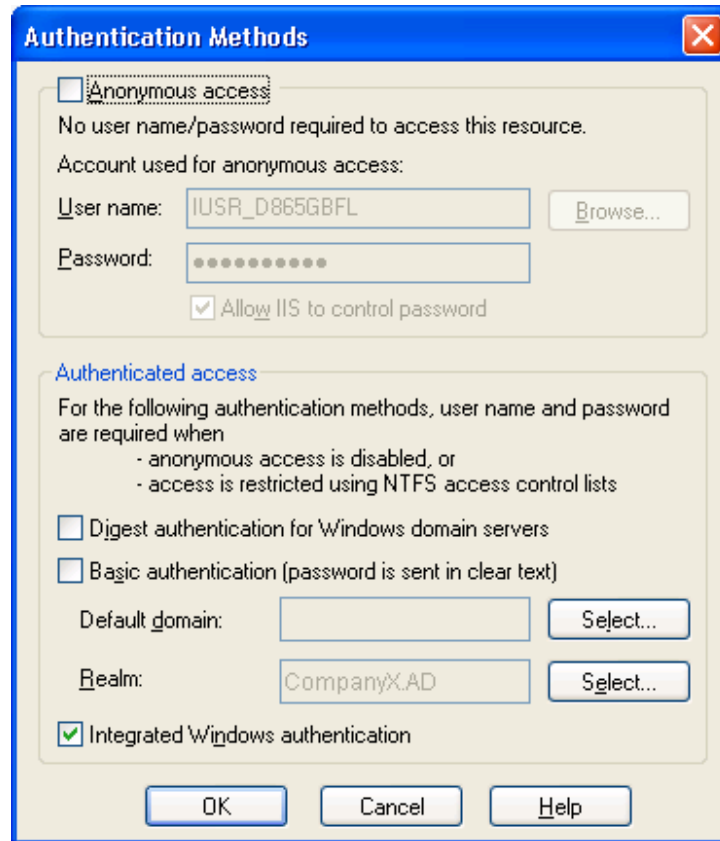 Authentication Methods
Anonymous access
No user name/password required to access this resource.
Account used for anonymous access:
User name: IUSR_D865GBFL Browse...
Password: ●●●●●●●●●●
Allow IIS to control password
Authenticated access
For the following authentication methods, user name and password
are required when
- anonymous access is disabled, or
- access is restricted using NTFS access control lists
Digest authentication for Windows domain servers
Basic authentication (password is sent in clear text)
Default domain: Select...
Realm: CompanyX.AD Select...
Integrated Windows authentication
OK Cancel Help